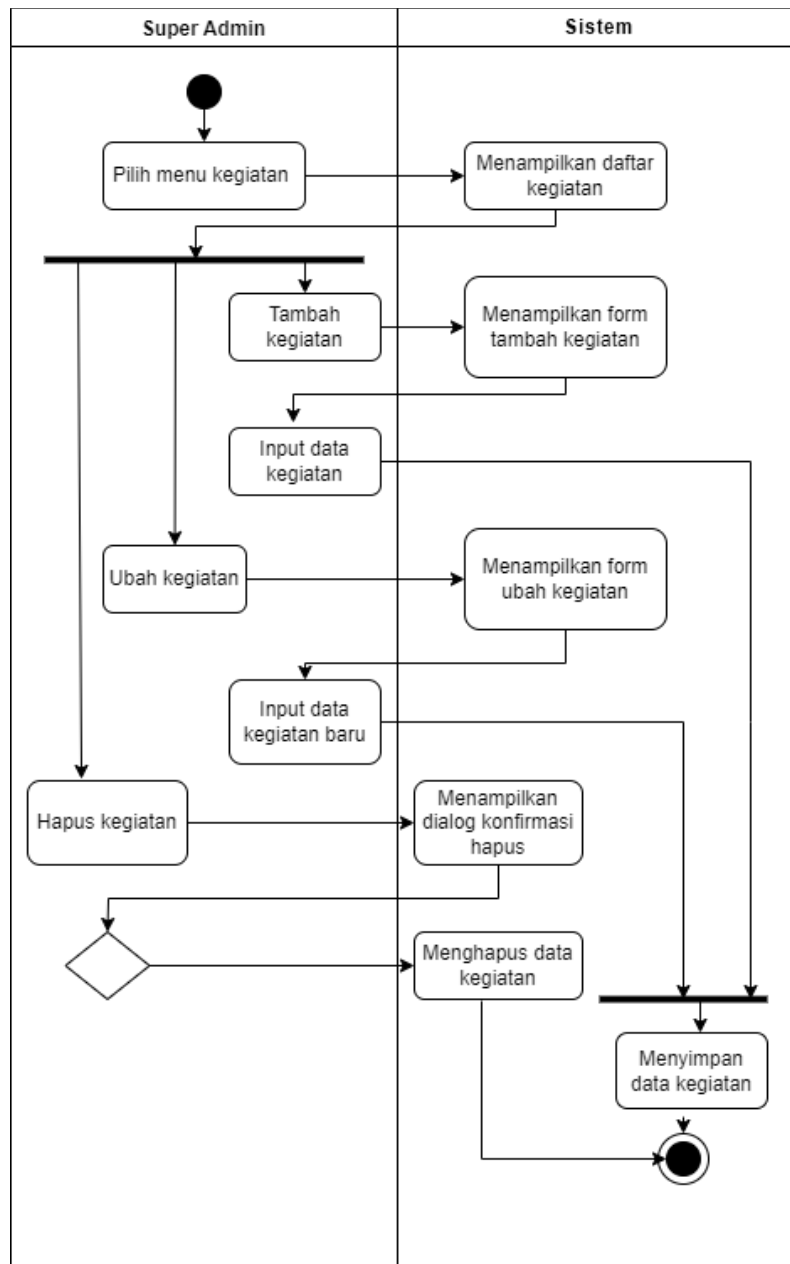 Super Admin
Sistem
Pilih menu kegiatan
Menampilkan daftar
kegiatan
Tambah
kegiatan
Menampilkan form
tambah kegiatan
Input data
kegiatan
Ubah kegiatan
Menampilkan form
ubah kegiatan
Input data
kegiatan baru
Hapus kegiatan
Menampilkan
dialog konfirmasi
hapus
Menghapus data
kegiatan
Menyimpan
data kegiatan